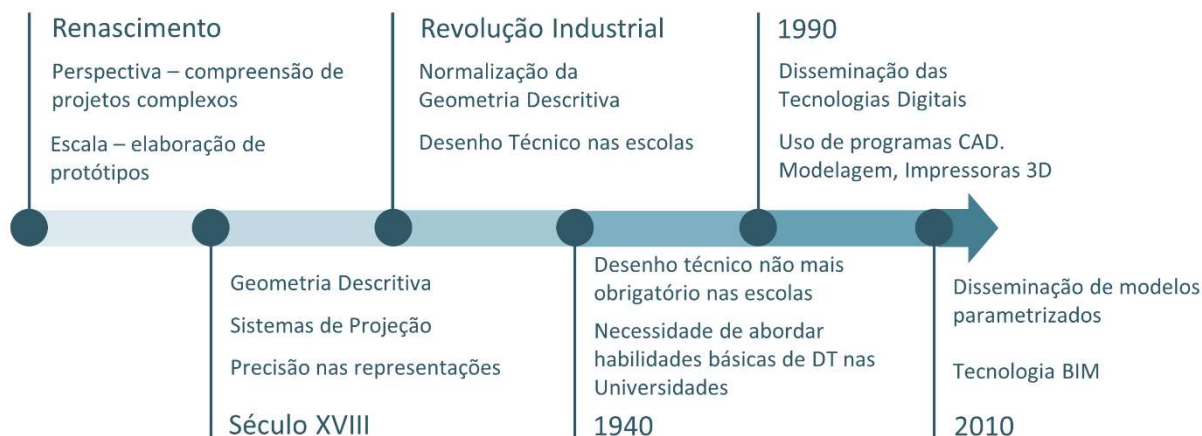 Renascimento
Perspectiva – compreensão de
projetos complexos
Escala – elaboração de
protótipos
Geometria Descritiva
Sistemas de Projeção
Precisão nas representações
Século XVIII
Revolução Industrial
Normalização da
Geometria Descritiva
Desenho Técnico nas escolas
Desenho técnico não mais
obrigatório nas escolas
Necessidade de abordar
habilidades básicas de DT nas
Universidades
1940
1990
Disseminação das
Tecnologias Digitais
Uso de programas CAD.
Modelagem, Impressoras 3D
Disseminação de modelos
parametrizados
Tecnologia BIM
2010